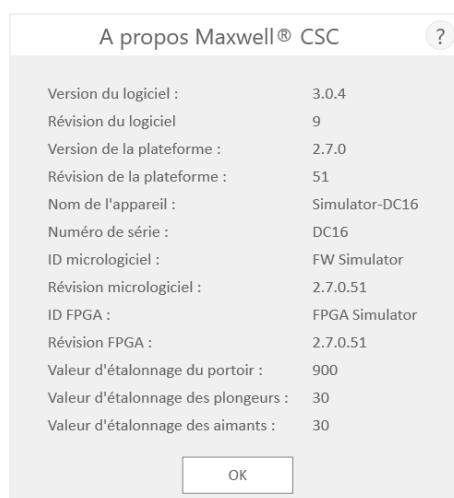 A propos Maxwell® CSC ?
Version du logiciel : 3.0.4
Révision du logiciel 9
Version de la plateforme : 2.7.0
Révision de la plateforme : 51
Nom de l'appareil : Simulator-DC16
Numéro de série : DC16
ID micrologiciel : FW Simulator
Révision micrologiciel : 2.7.0.51
ID FPGA : FPGA Simulator
Révision FPGA : 2.7.0.51
Valeur d'étalonnage du portoir : 900
Valeur d'étalonnage des plongeurs : 30
Valeur d'étalonnage des aimants : 30
OK